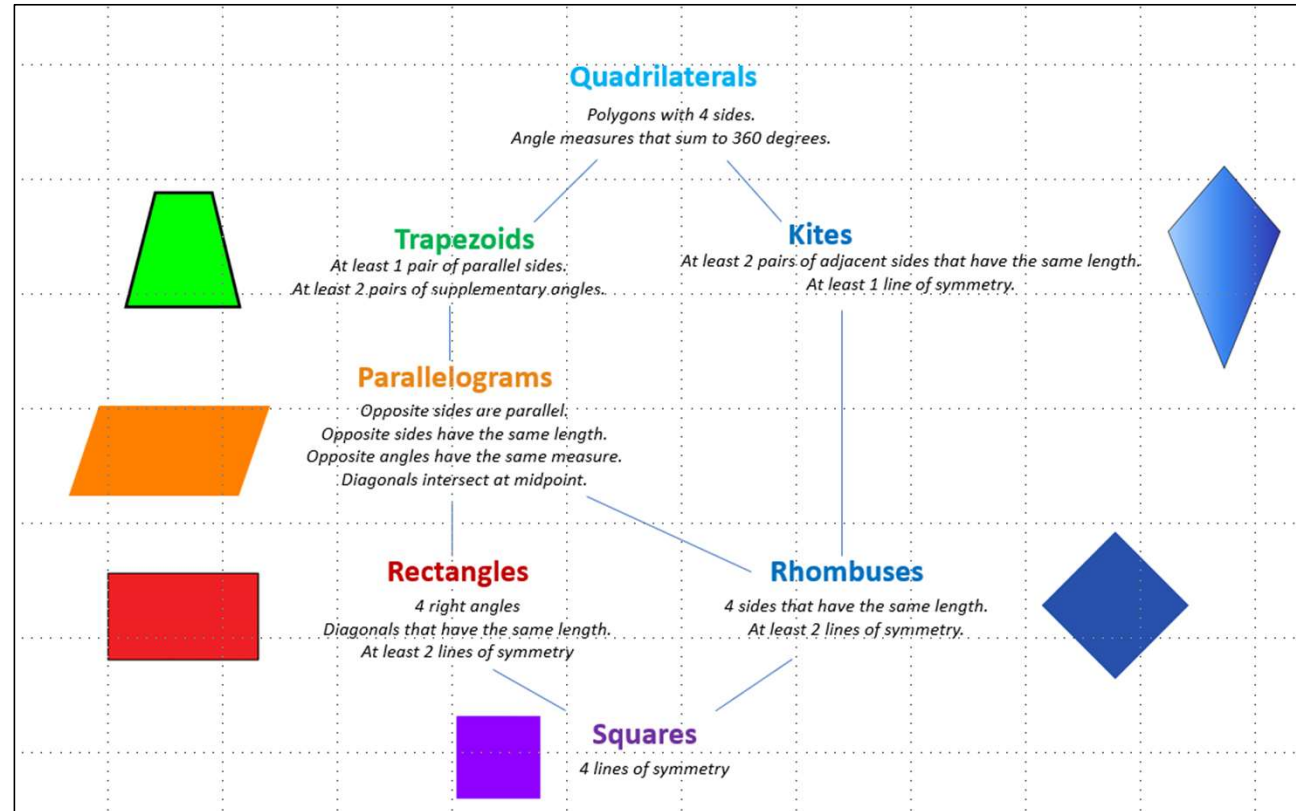 Quadrilaterals
Polygons with 4 sides.
Angle measures that sum to 360 degrees.
Trapezoids
At least 1 pair of parallel sides.
At least 2 pairs of supplementary angles.
Kites
At least 2 pairs of adjacent sides that have the same length.
At least 1 line of symmetry.
Parallelograms
Opposite sides are parallel.
Opposite sides have the same length.
Opposite angles have the same measure.
Diagonals intersect at midpoint.
Rectangles
4 right angles
Diagonals that have the same length.
At least 2 lines of symmetry
Rhombuses
4 sides that have the same length.
At least 2 lines of symmetry.
Squares
4 lines of symmetry